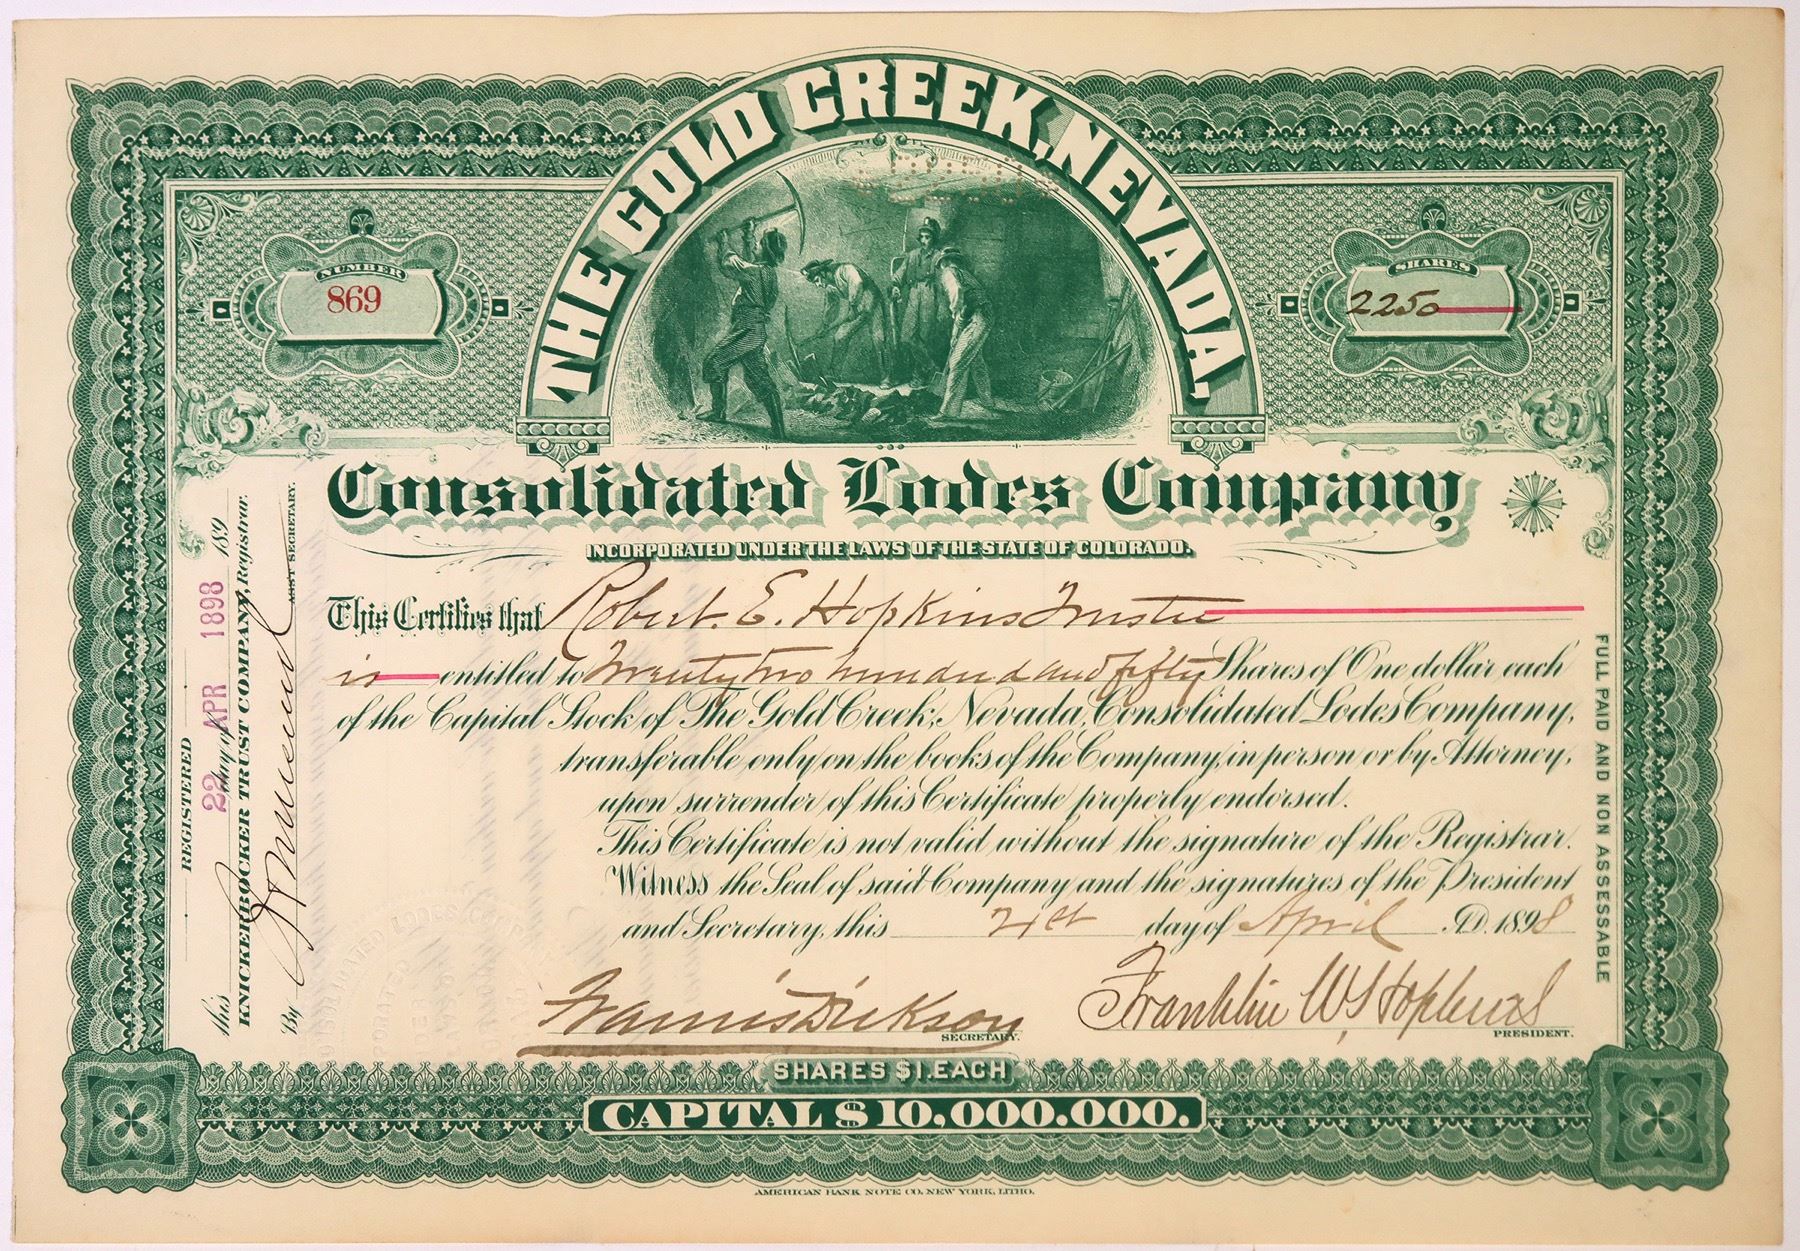 THE GOLD CREEK, NEVADA,
NUMBER
869
SHARES
2250
Consolidated Lodes Company
INCORPORATED UNDER THE LAWS OF THE STATE OF COLORADO.
This Certifies that Robert. E. Hopkins Trustee
is entitled to Twenty two hundred and fifty Shares of One dollar each
of the Capital Stock of The Gold Creek, Nevada, Consolidated Lodes Company,
transferable only on the books of the Company, in person or by Attorney,
upon surrender of this Certificate properly endorsed.
This Certificate is not valid without the signature of the Registrar.
Witness the Seal of said Company and the signatures of the President
and Secretary, this 21st day of April A.D. 1898
Francis Dickson
SECRETARY.
Franklin W. Hopkins
PRESIDENT.
REGISTERED
this 22 day of APR 1898 189
KNICKERBOCKER TRUST COMPANY, Registrar.
By
ASST SECRETARY.
FULL PAID AND NON ASSESSABLE
SHARES $1. EACH
CAPITAL $10,000,000.
AMERICAN BANK NOTE CO. NEW YORK, LITHO.